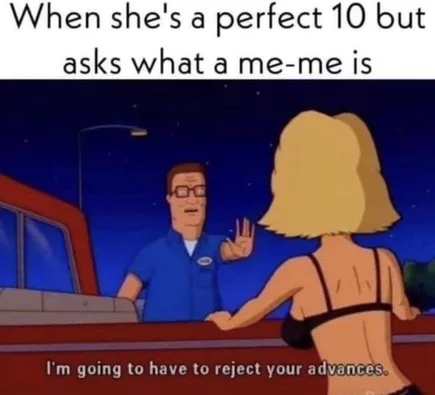 When she's a perfect 10 but
asks what a me-me is
I'm going to have to reject your advances.